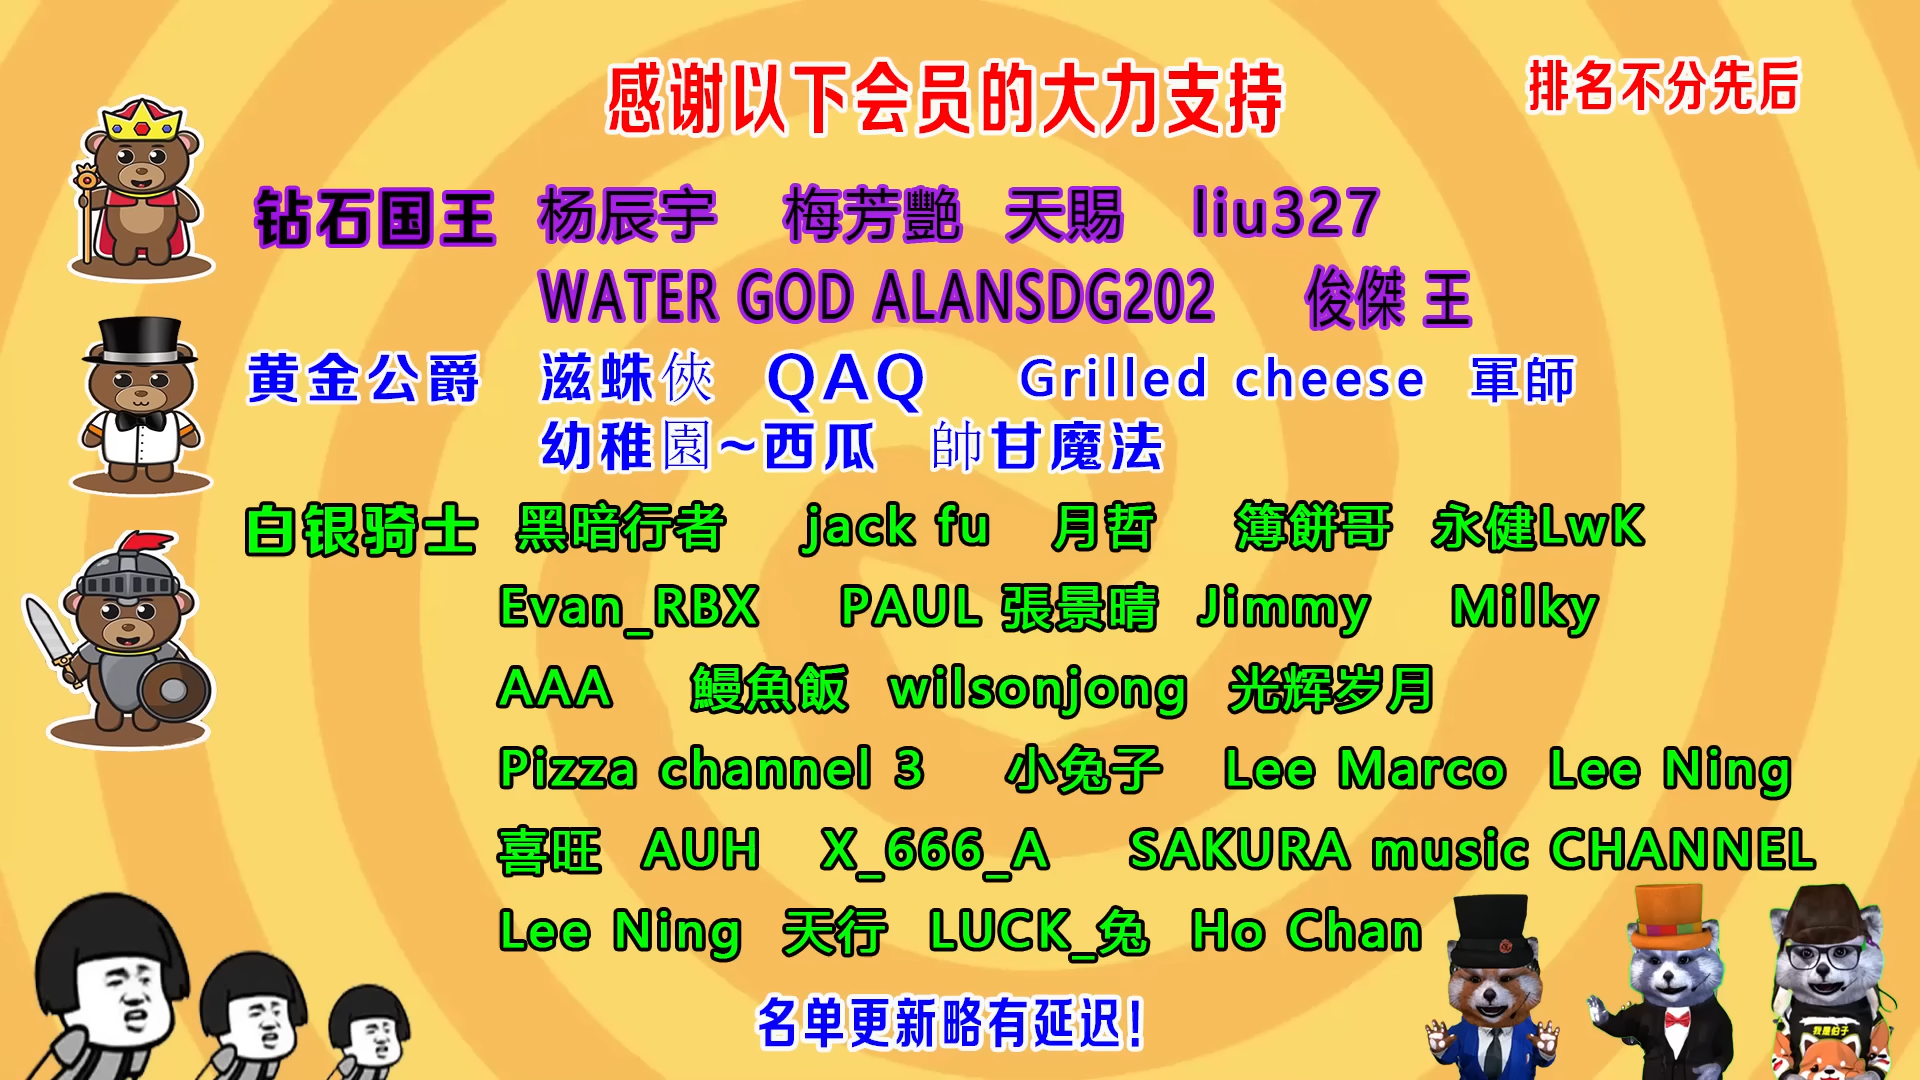 感谢以下会员的大力支持
排名不分先后
钻石国王 杨辰宇 梅芳艷 天賜 liu327
WATER GOD ALANSDG202 俊傑 王
黄金公爵 滋蛛俠 QAQ Grilled cheese 軍師
幼稚園~西瓜 帥甘魔法
白银骑士 黑暗行者 jack fu 月哲 簿餅哥 永健LwK
Evan_RBX PAUL 張景晴 Jimmy Milky
AAA 鰻魚飯 wilsonjong 光辉岁月
Pizza channel 3 小兔子 Lee Marco Lee Ning
喜旺 AUH X_666_A SAKURA music CHANNEL
Lee Ning 天行 LUCK_兔 Ho Chan
名单更新略有延迟！